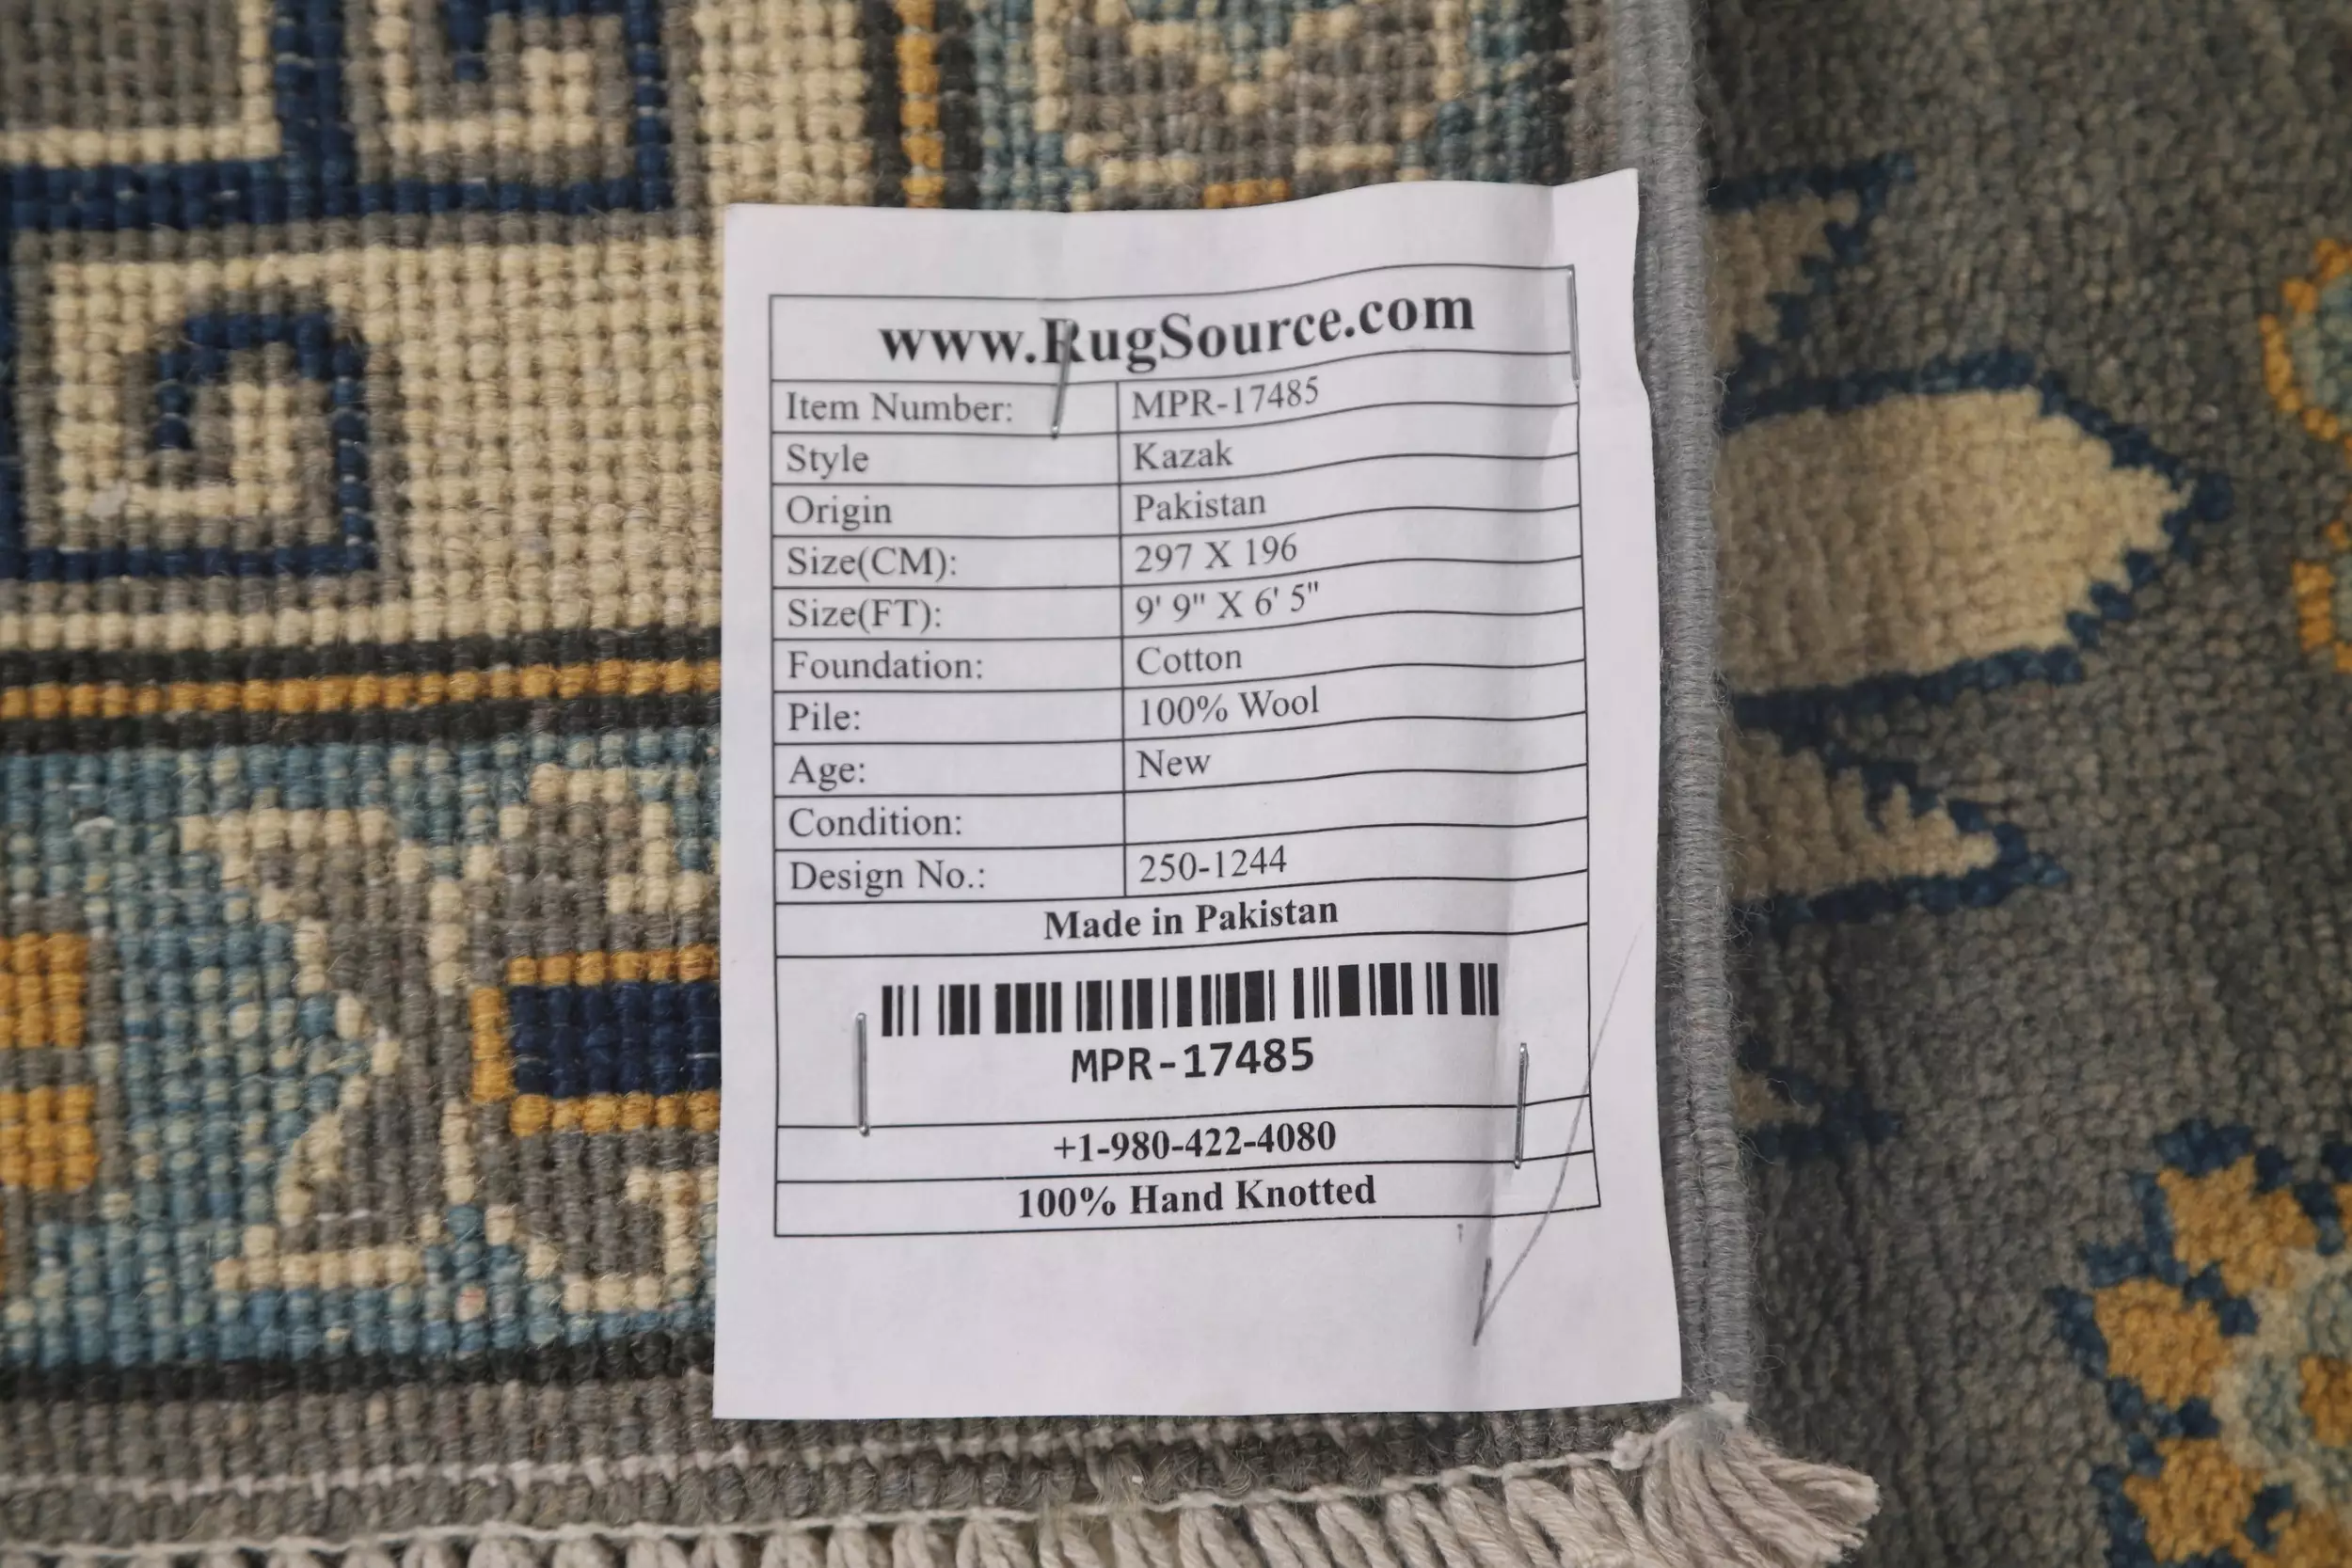 www.RugSource.com
Item Number: MPR-17485
Style Kazak
Origin Pakistan
Size(CM): 297 X 196
Size(FT): 9' 9" X 6' 5"
Foundation: Cotton
Pile: 100% Wool
Age: New
Condition:
Design No.: 250-1244
Made in Pakistan
MPR-17485
+1-980-422-4080
100% Hand Knotted